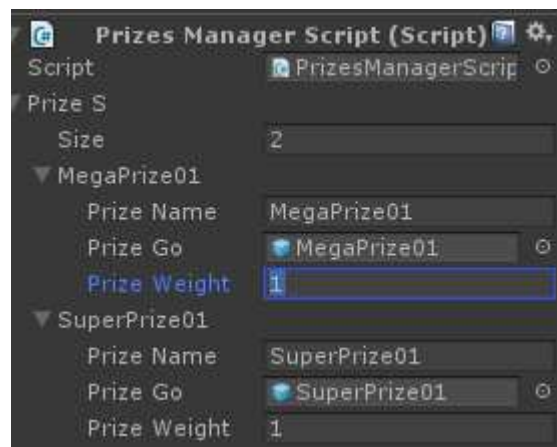 Prizes Manager Script (Script)
Script PrizesManagerScrip
Prize S
Size 2
MegaPrize01
Prize Name MegaPrize01
Prize Go MegaPrize01
Prize Weight 1
SuperPrize01
Prize Name SuperPrize01
Prize Go SuperPrize01
Prize Weight 1